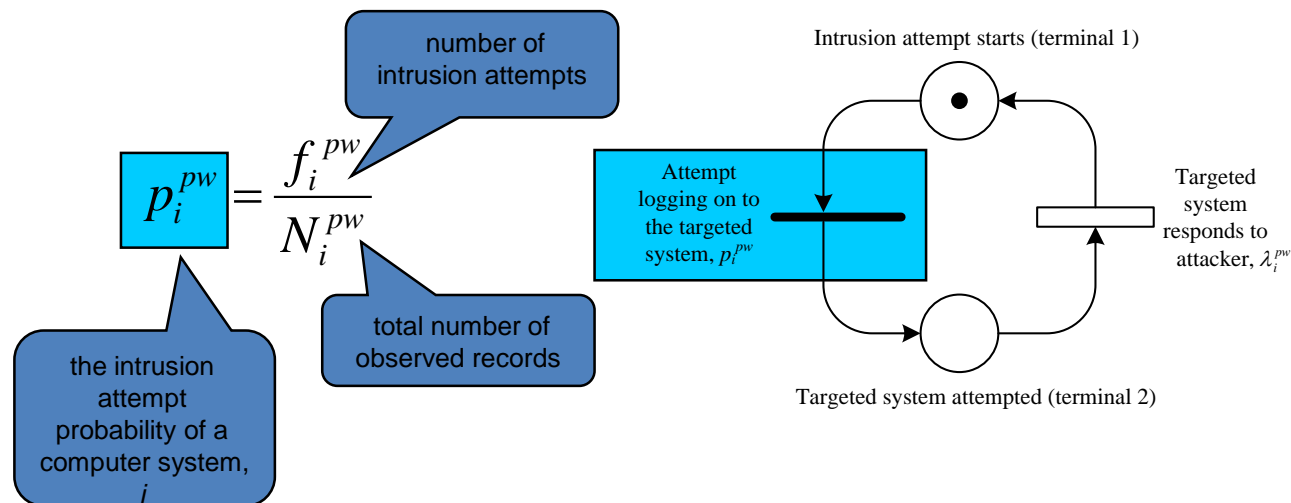 number of
intrusion attempts
p_i^{pw} = \frac{f_i^{pw}}{N_i^{pw}}
total number of
observed records
the intrusion
attempt
probability of a
computer system,
i
Intrusion attempt starts (terminal 1)
Attempt
logging on to
the targeted
system, p_i^{pw}
Targeted
system
responds to
attacker, λ_i^{pw}
Targeted system attempted (terminal 2)